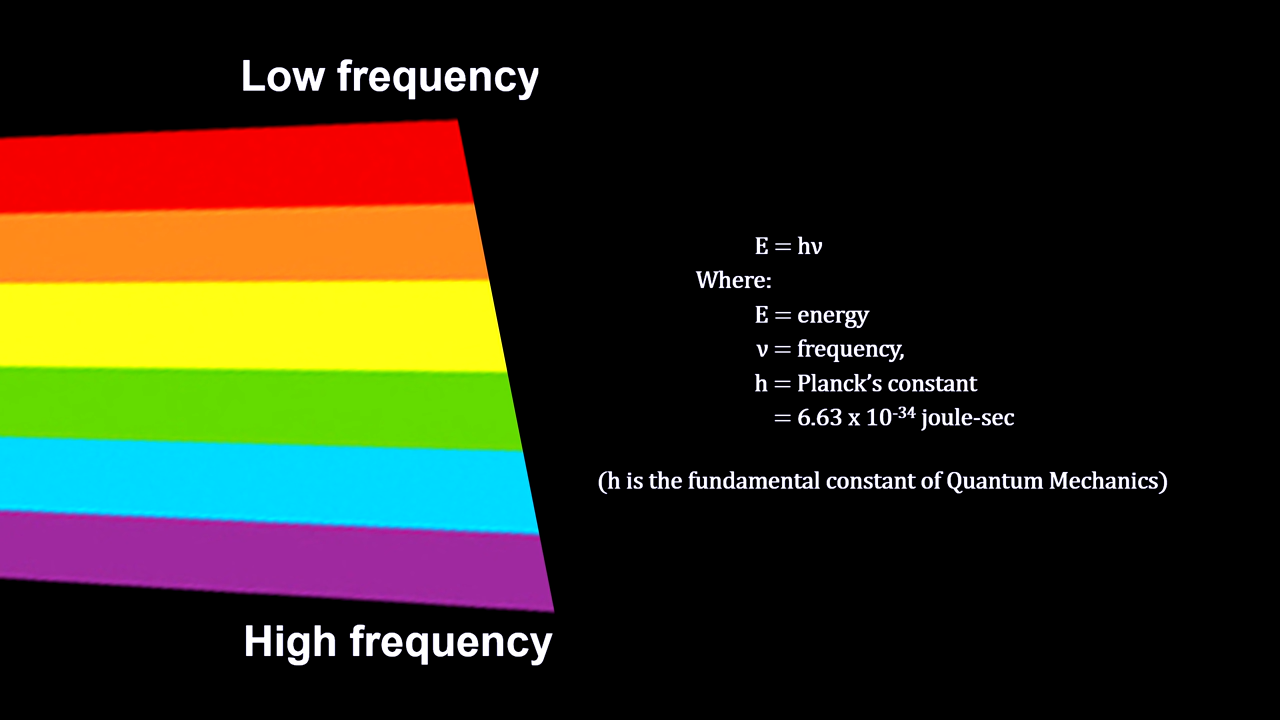 Low frequency
E = hν
Where:
E = energy
ν = frequency,
h = Planck’s constant
= 6.63 x 10⁻³⁴ joule-sec
(h is the fundamental constant of Quantum Mechanics)
High frequency